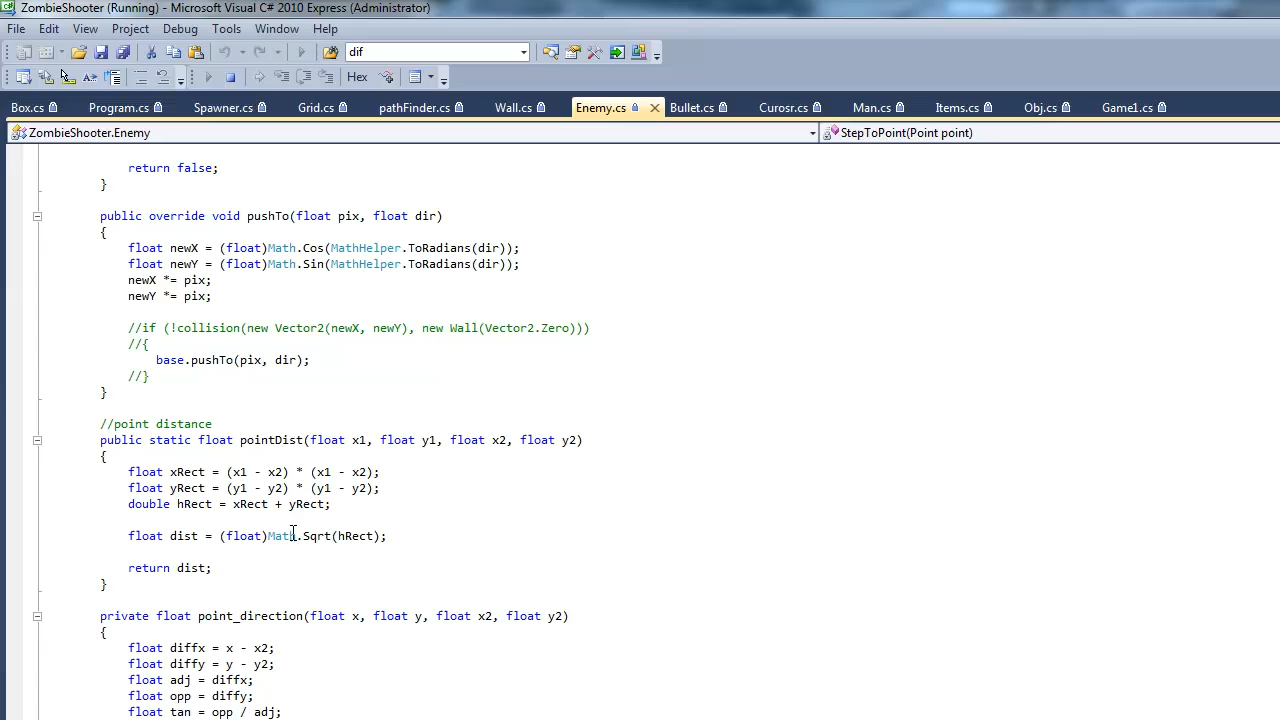 ZombieShooter (Running) - Microsoft Visual C# 2010 Express (Administrator)
File Edit View Project Debug Tools Window Help
dif
Hex
Box.cs Program.cs Spawner.cs Grid.cs pathFinder.cs Wall.cs Enemy.cs Bullet.cs Curosr.cs Man.cs Items.cs Obj.cs Game1.cs
ZombieShooter.Enemy StepToPoint(Point point)
return false;
}
public override void pushTo(float pix, float dir)
{
float newX = (float)Math.Cos(MathHelper.ToRadians(dir));
float newY = (float)Math.Sin(MathHelper.ToRadians(dir));
newX *= pix;
newY *= pix;
//if (!collision(new Vector2(newX, newY), new Wall(Vector2.Zero)))
//{
base.pushTo(pix, dir);
//}
}
//point distance
public static float pointDist(float x1, float y1, float x2, float y2)
{
float xRect = (x1 - x2) * (x1 - x2);
float yRect = (y1 - y2) * (y1 - y2);
double hRect = xRect + yRect;
float dist = (float)Math.Sqrt(hRect);
return dist;
}
private float point_direction(float x, float y, float x2, float y2)
{
float diffx = x - x2;
float diffy = y - y2;
float adj = diffx;
float opp = diffy;
float tan = opp / adj;